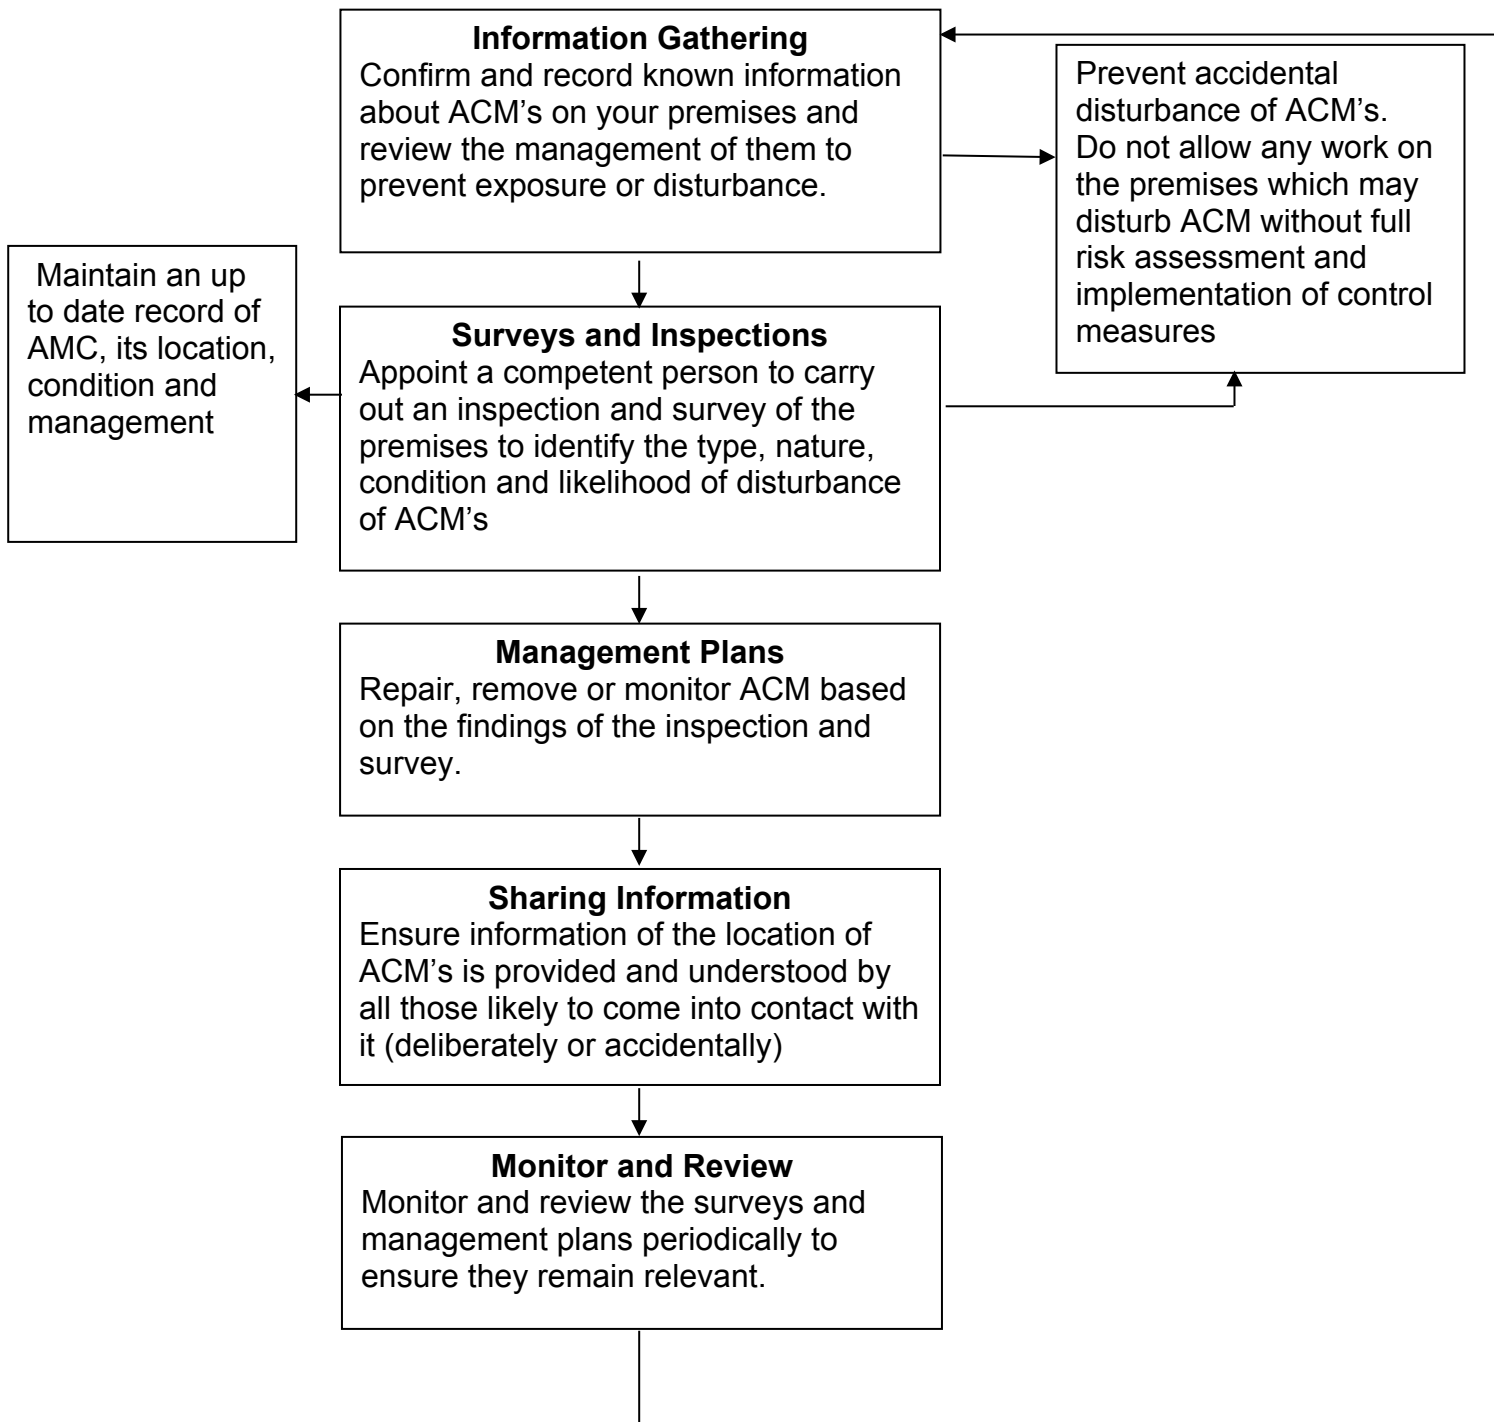 Information Gathering
Confirm and record known information
about ACM’s on your premises and
review the management of them to
prevent exposure or disturbance.
Prevent accidental
disturbance of ACM’s.
Do not allow any work on
the premises which may
disturb ACM without full
risk assessment and
implementation of control
measures
Maintain an up
to date record of
AMC, its location,
condition and
management
Surveys and Inspections
Appoint a competent person to carry
out an inspection and survey of the
premises to identify the type, nature,
condition and likelihood of disturbance
of ACM’s
Management Plans
Repair, remove or monitor ACM based
on the findings of the inspection and
survey.
Sharing Information
Ensure information of the location of
ACM’s is provided and understood by
all those likely to come into contact with
it (deliberately or accidentally)
Monitor and Review
Monitor and review the surveys and
management plans periodically to
ensure they remain relevant.